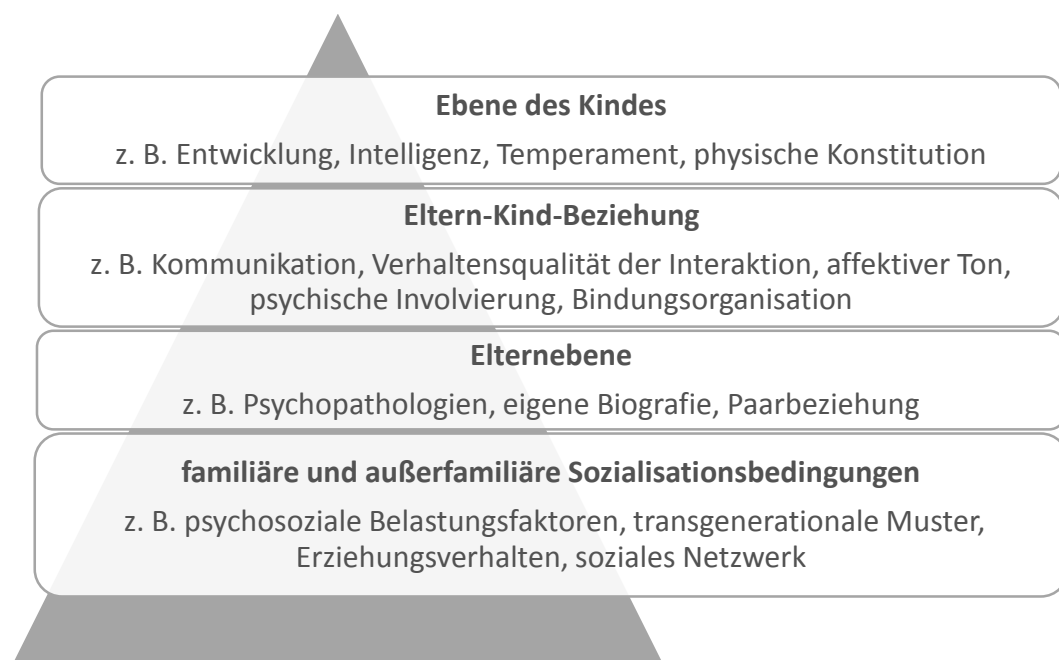 Ebene des Kindes
z. B. Entwicklung, Intelligenz, Temperament, physische Konstitution
Eltern-Kind-Beziehung
z. B. Kommunikation, Verhaltensqualität der Interaktion, affektiver Ton,
psychische Involvierung, Bindungsorganisation
Elternebene
z. B. Psychopathologien, eigene Biografie, Paarbeziehung
familiäre und außerfamiliäre Sozialisationsbedingungen
z. B. psychosoziale Belastungsfaktoren, transgenerationale Muster,
Erziehungsverhalten, soziales Netzwerk